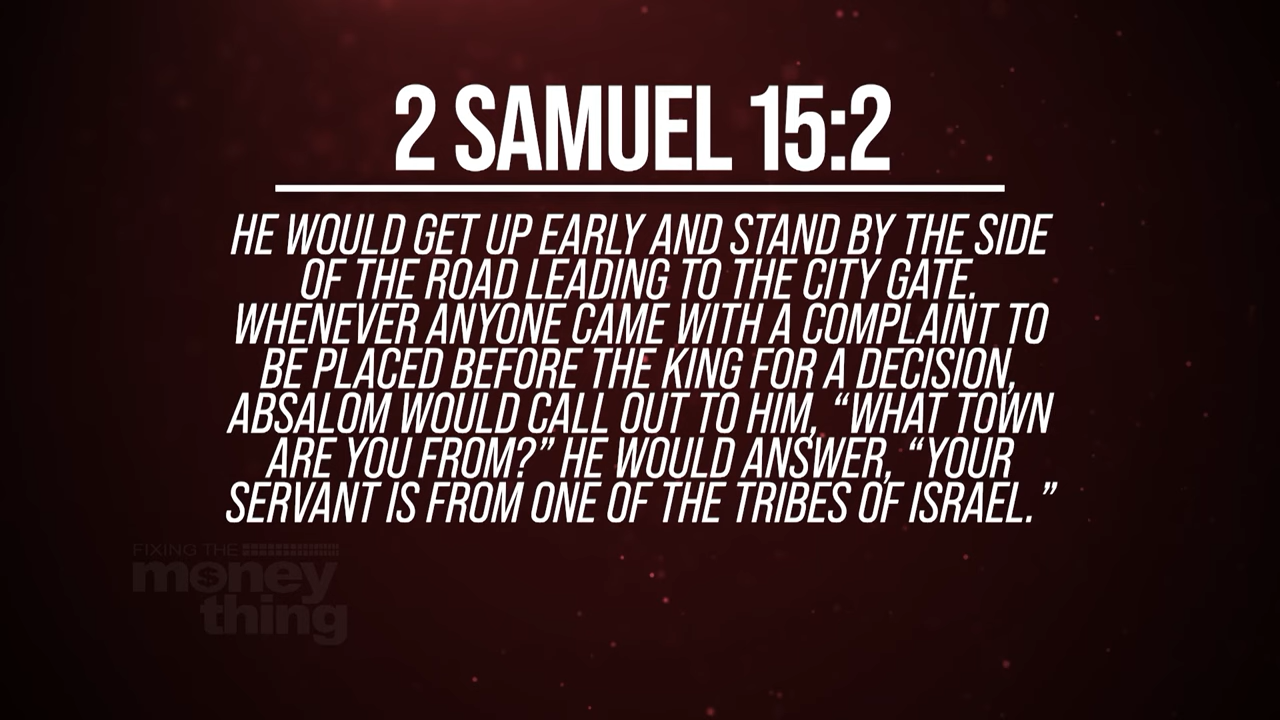 2 SAMUEL 15:2
HE WOULD GET UP EARLY AND STAND BY THE SIDE
OF THE ROAD LEADING TO THE CITY GATE.
WHENEVER ANYONE CAME WITH A COMPLAINT TO
BE PLACED BEFORE THE KING FOR A DECISION,
ABSALOM WOULD CALL OUT TO HIM, “WHAT TOWN
ARE YOU FROM?” HE WOULD ANSWER, “YOUR
SERVANT IS FROM ONE OF THE TRIBES OF ISRAEL. ”
FIXING THE
money
thing